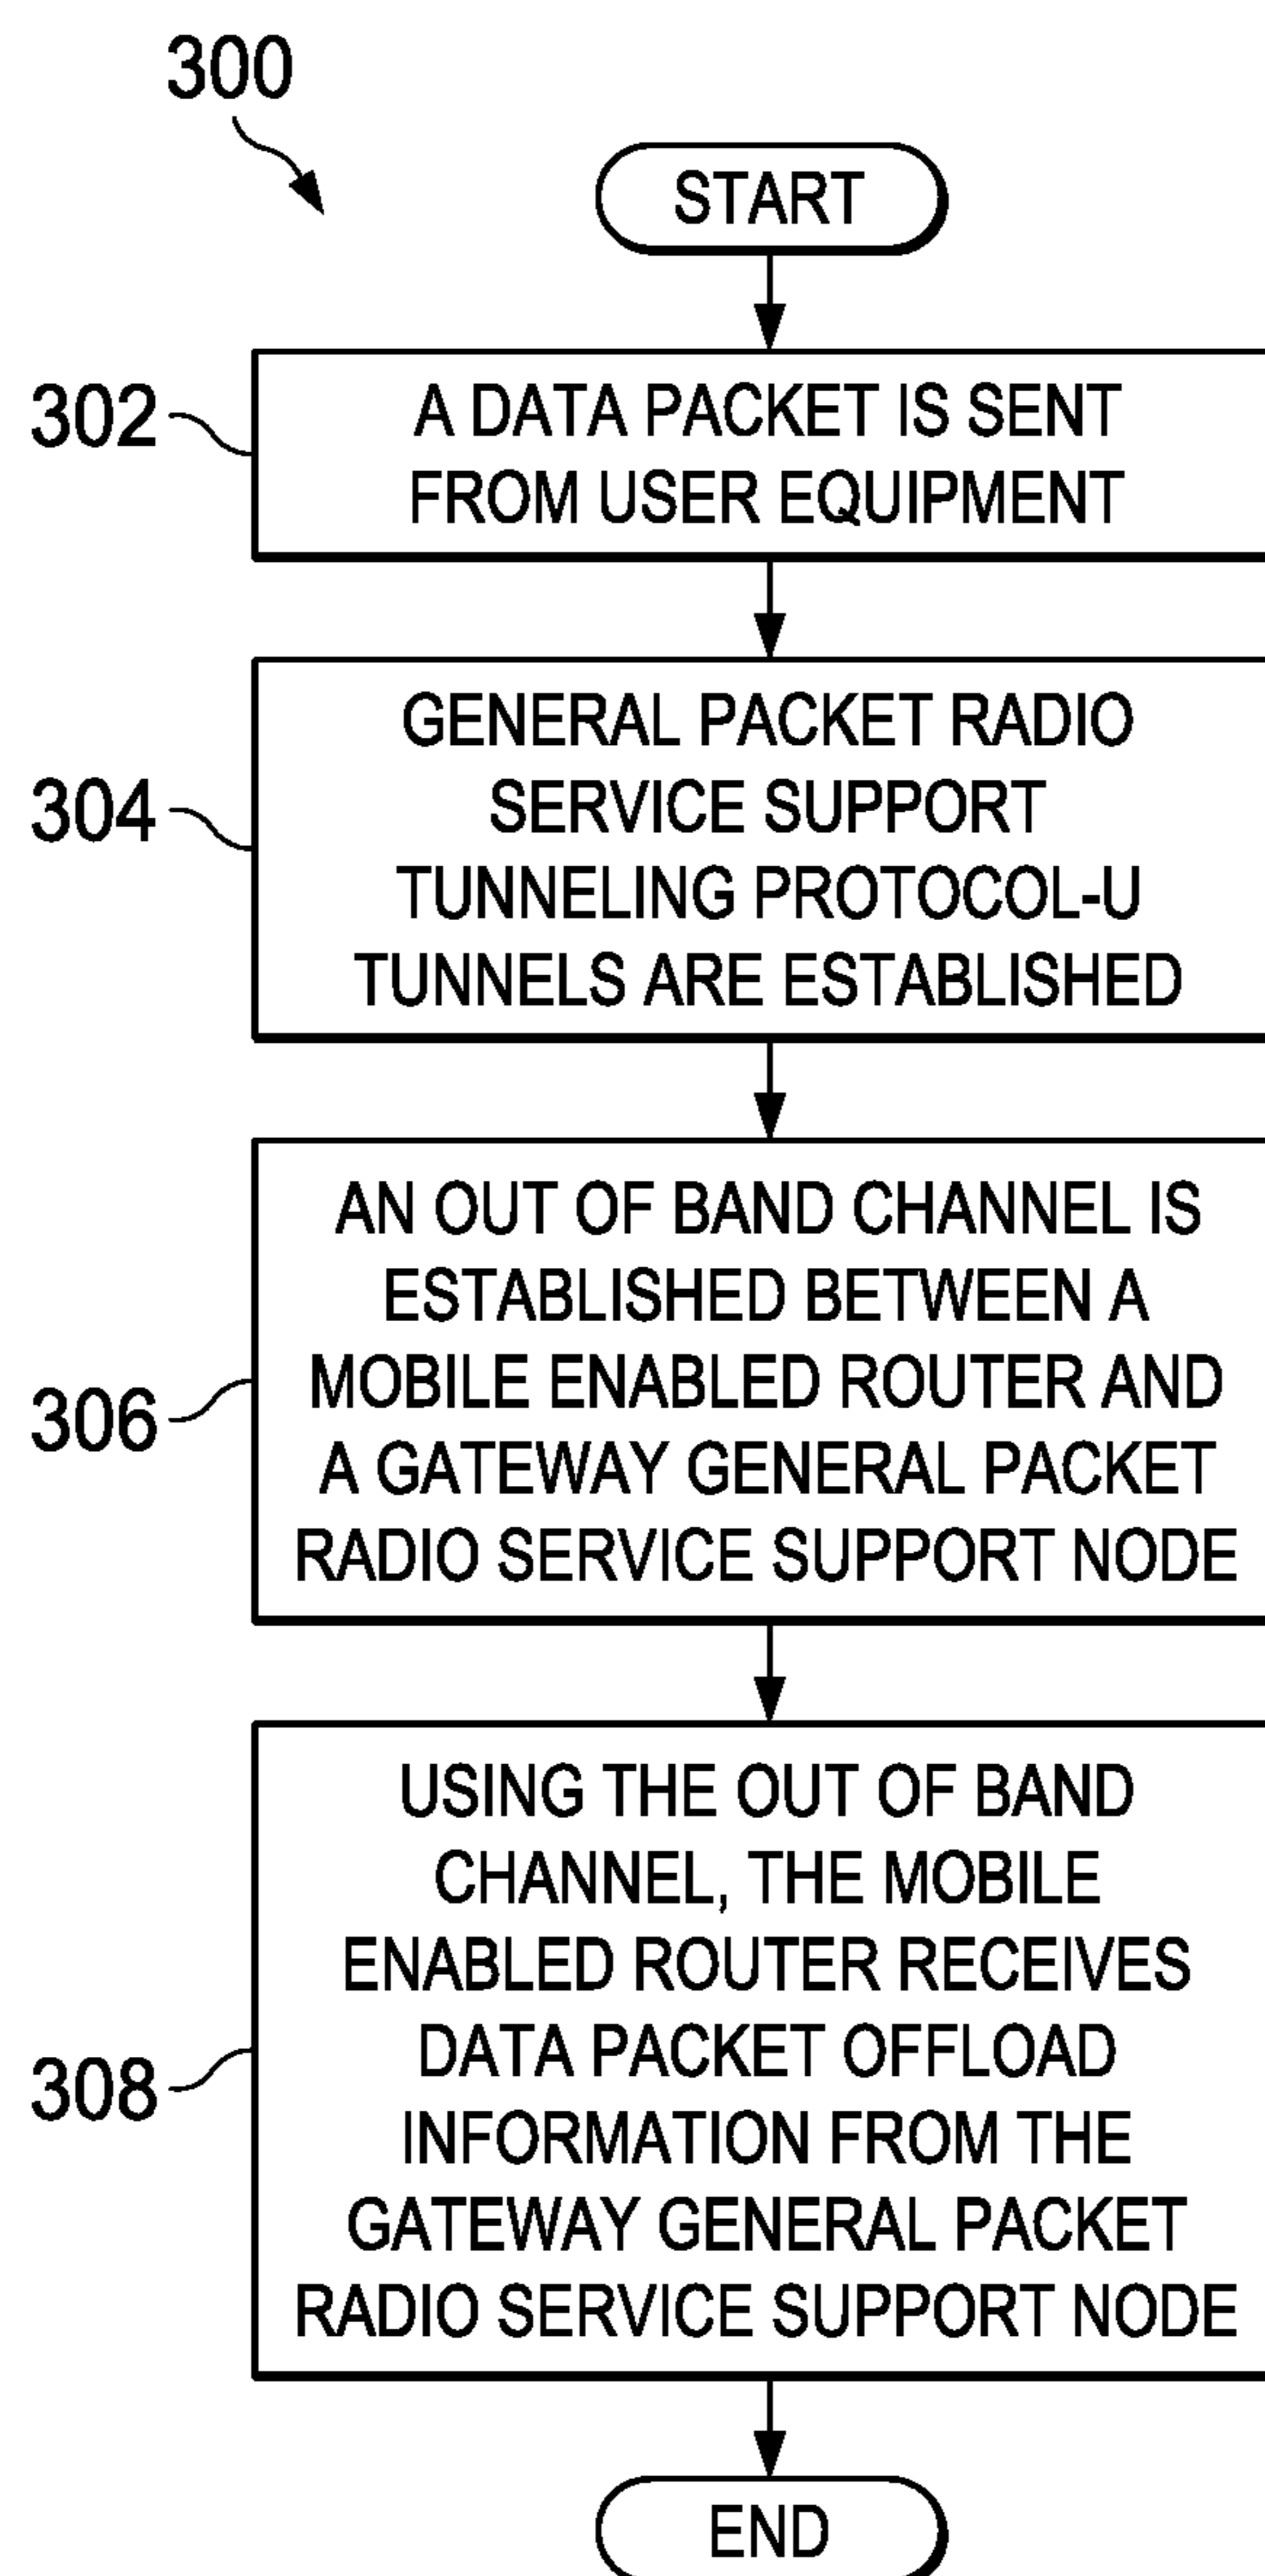 300
START
302
A DATA PACKET IS SENT
FROM USER EQUIPMENT
304
GENERAL PACKET RADIO
SERVICE SUPPORT
TUNNELING PROTOCOL-U
TUNNELS ARE ESTABLISHED
306
AN OUT OF BAND CHANNEL IS
ESTABLISHED BETWEEN A
MOBILE ENABLED ROUTER AND
A GATEWAY GENERAL PACKET
RADIO SERVICE SUPPORT NODE
308
USING THE OUT OF BAND
CHANNEL, THE MOBILE
ENABLED ROUTER RECEIVES
DATA PACKET OFFLOAD
INFORMATION FROM THE
GATEWAY GENERAL PACKET
RADIO SERVICE SUPPORT NODE
END